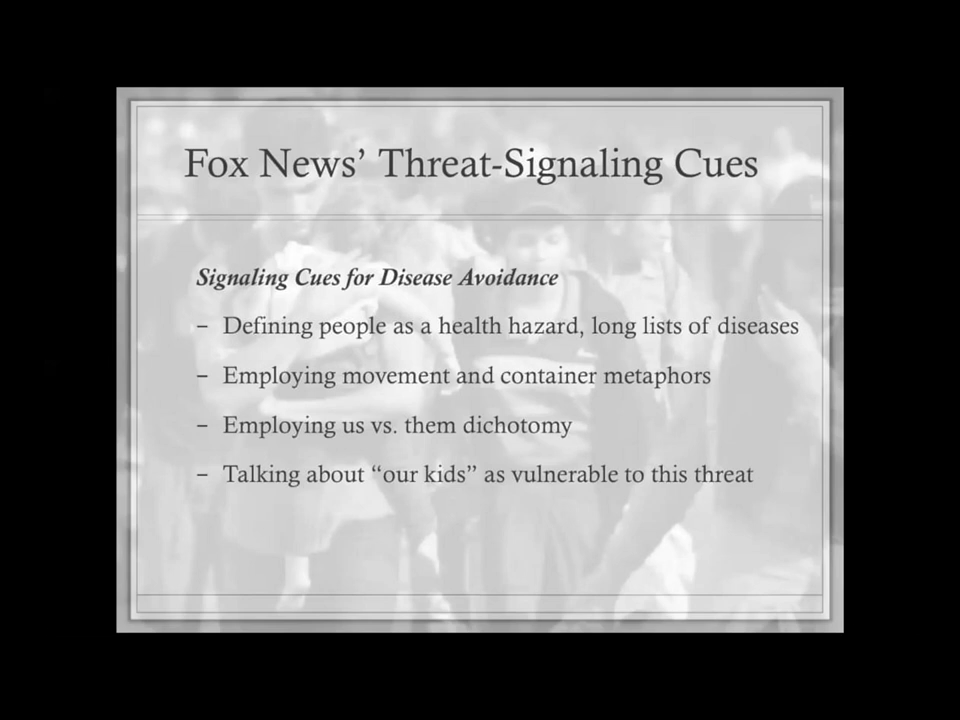 Fox News’ Threat-Signaling Cues
Signaling Cues for Disease Avoidance
– Defining people as a health hazard, long lists of diseases
– Employing movement and container metaphors
– Employing us vs. them dichotomy
– Talking about “our kids” as vulnerable to this threat